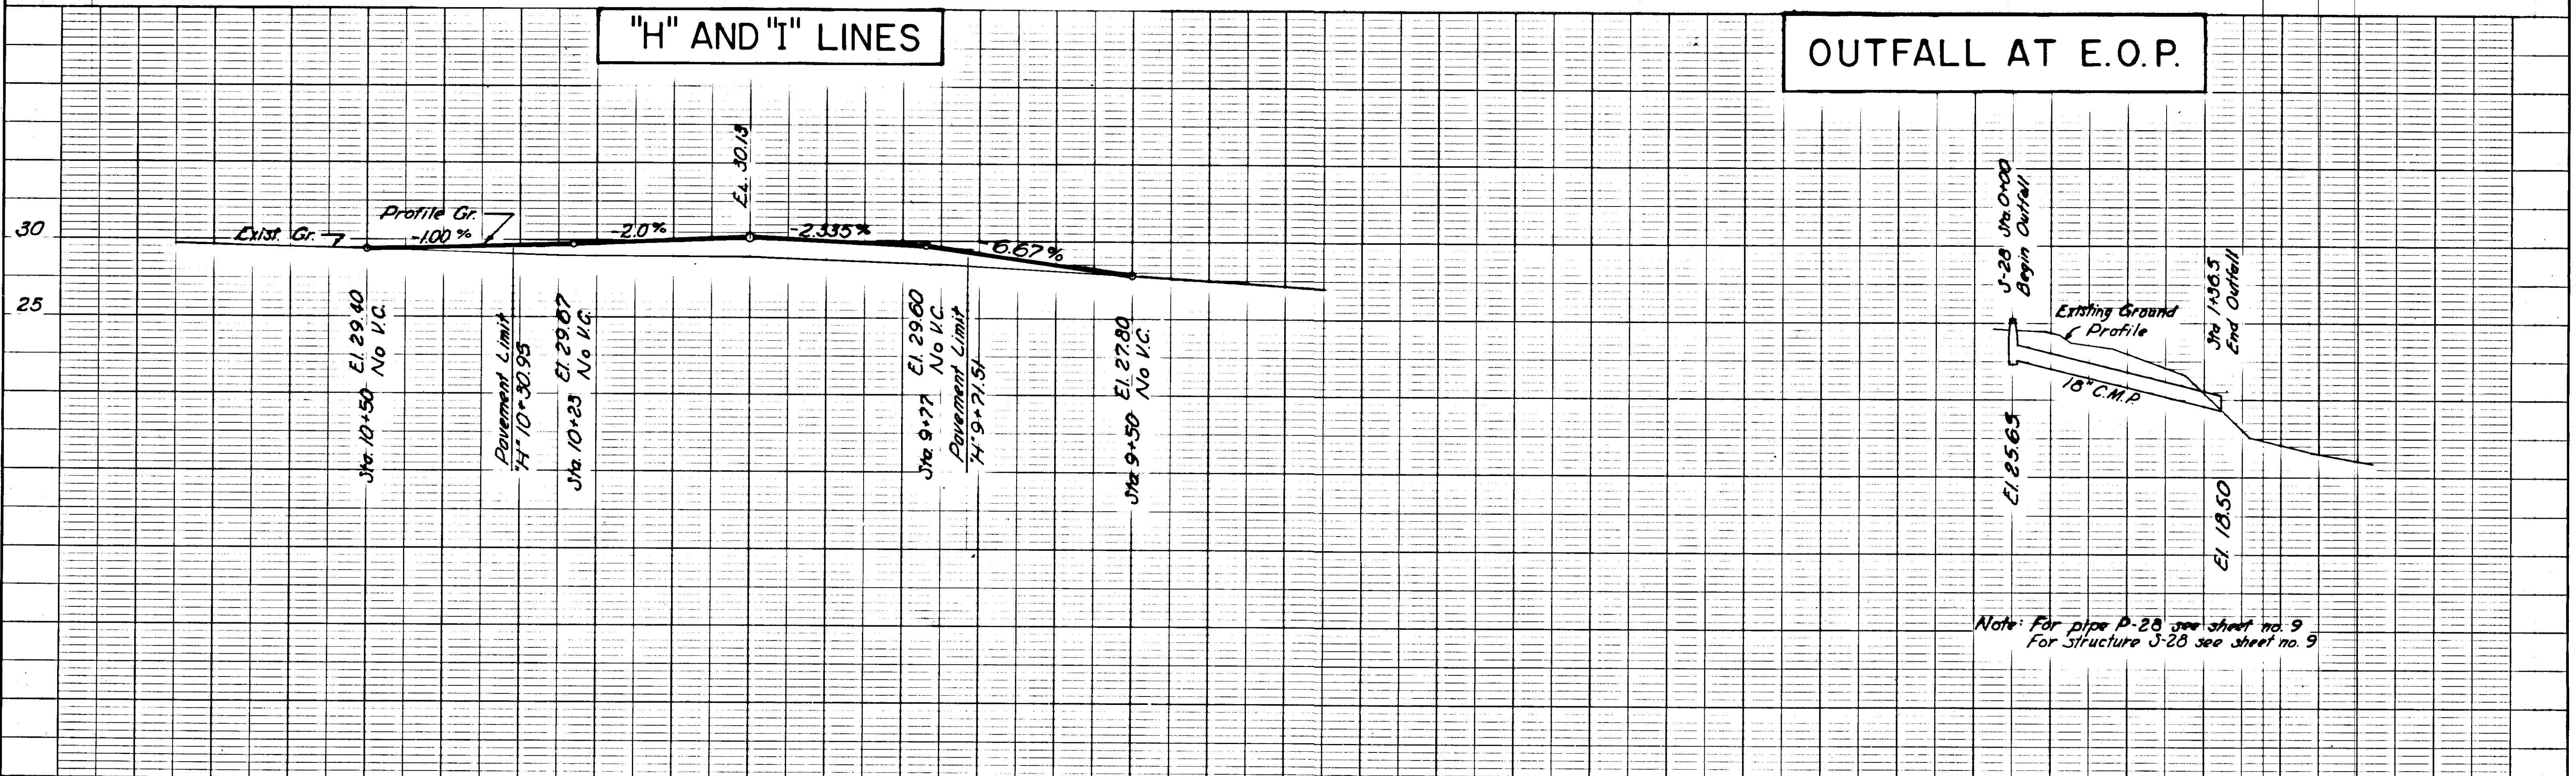 "H" AND "I" LINES
OUTFALL AT E.O.P.
El. 30.13
S-28 Sta. 0+00
Begin Outfall
30
Exist. Gr.
Profile Gr.
-1.00 %
-2.0%
-2.335%
-6.67%
25
Sta. 10+50 El. 29.40
No V.C.
Pavement Limit
"H" 10+30.95
Sta. 10+23 El. 29.67
No V.C.
Sta. 9+77 El. 29.60
No V.C.
Pavement Limit
"H" 9+71.51
Sta. 9+50 El. 27.80
No V.C.
Existing Ground
Profile
Sta. 1+36.5
End Outfall
18" C.M.P.
El. 25.65
El. 18.50
Note: For pipe P-28 see sheet no. 9
For structure S-28 see sheet no. 9